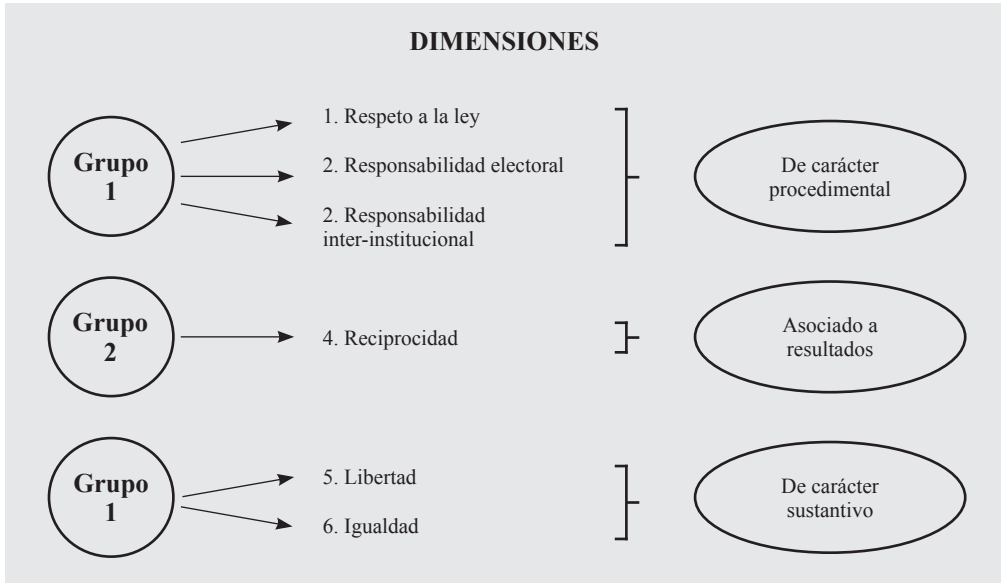 DIMENSIONES
Grupo
1
1. Respeto a la ley
2. Responsabilidad electoral
2. Responsabilidad
inter-institucional
De carácter
procedimental
Grupo
2
4. Reciprocidad
Asociado a
resultados
Grupo
1
5. Libertad
6. Igualdad
De carácter
sustantivo